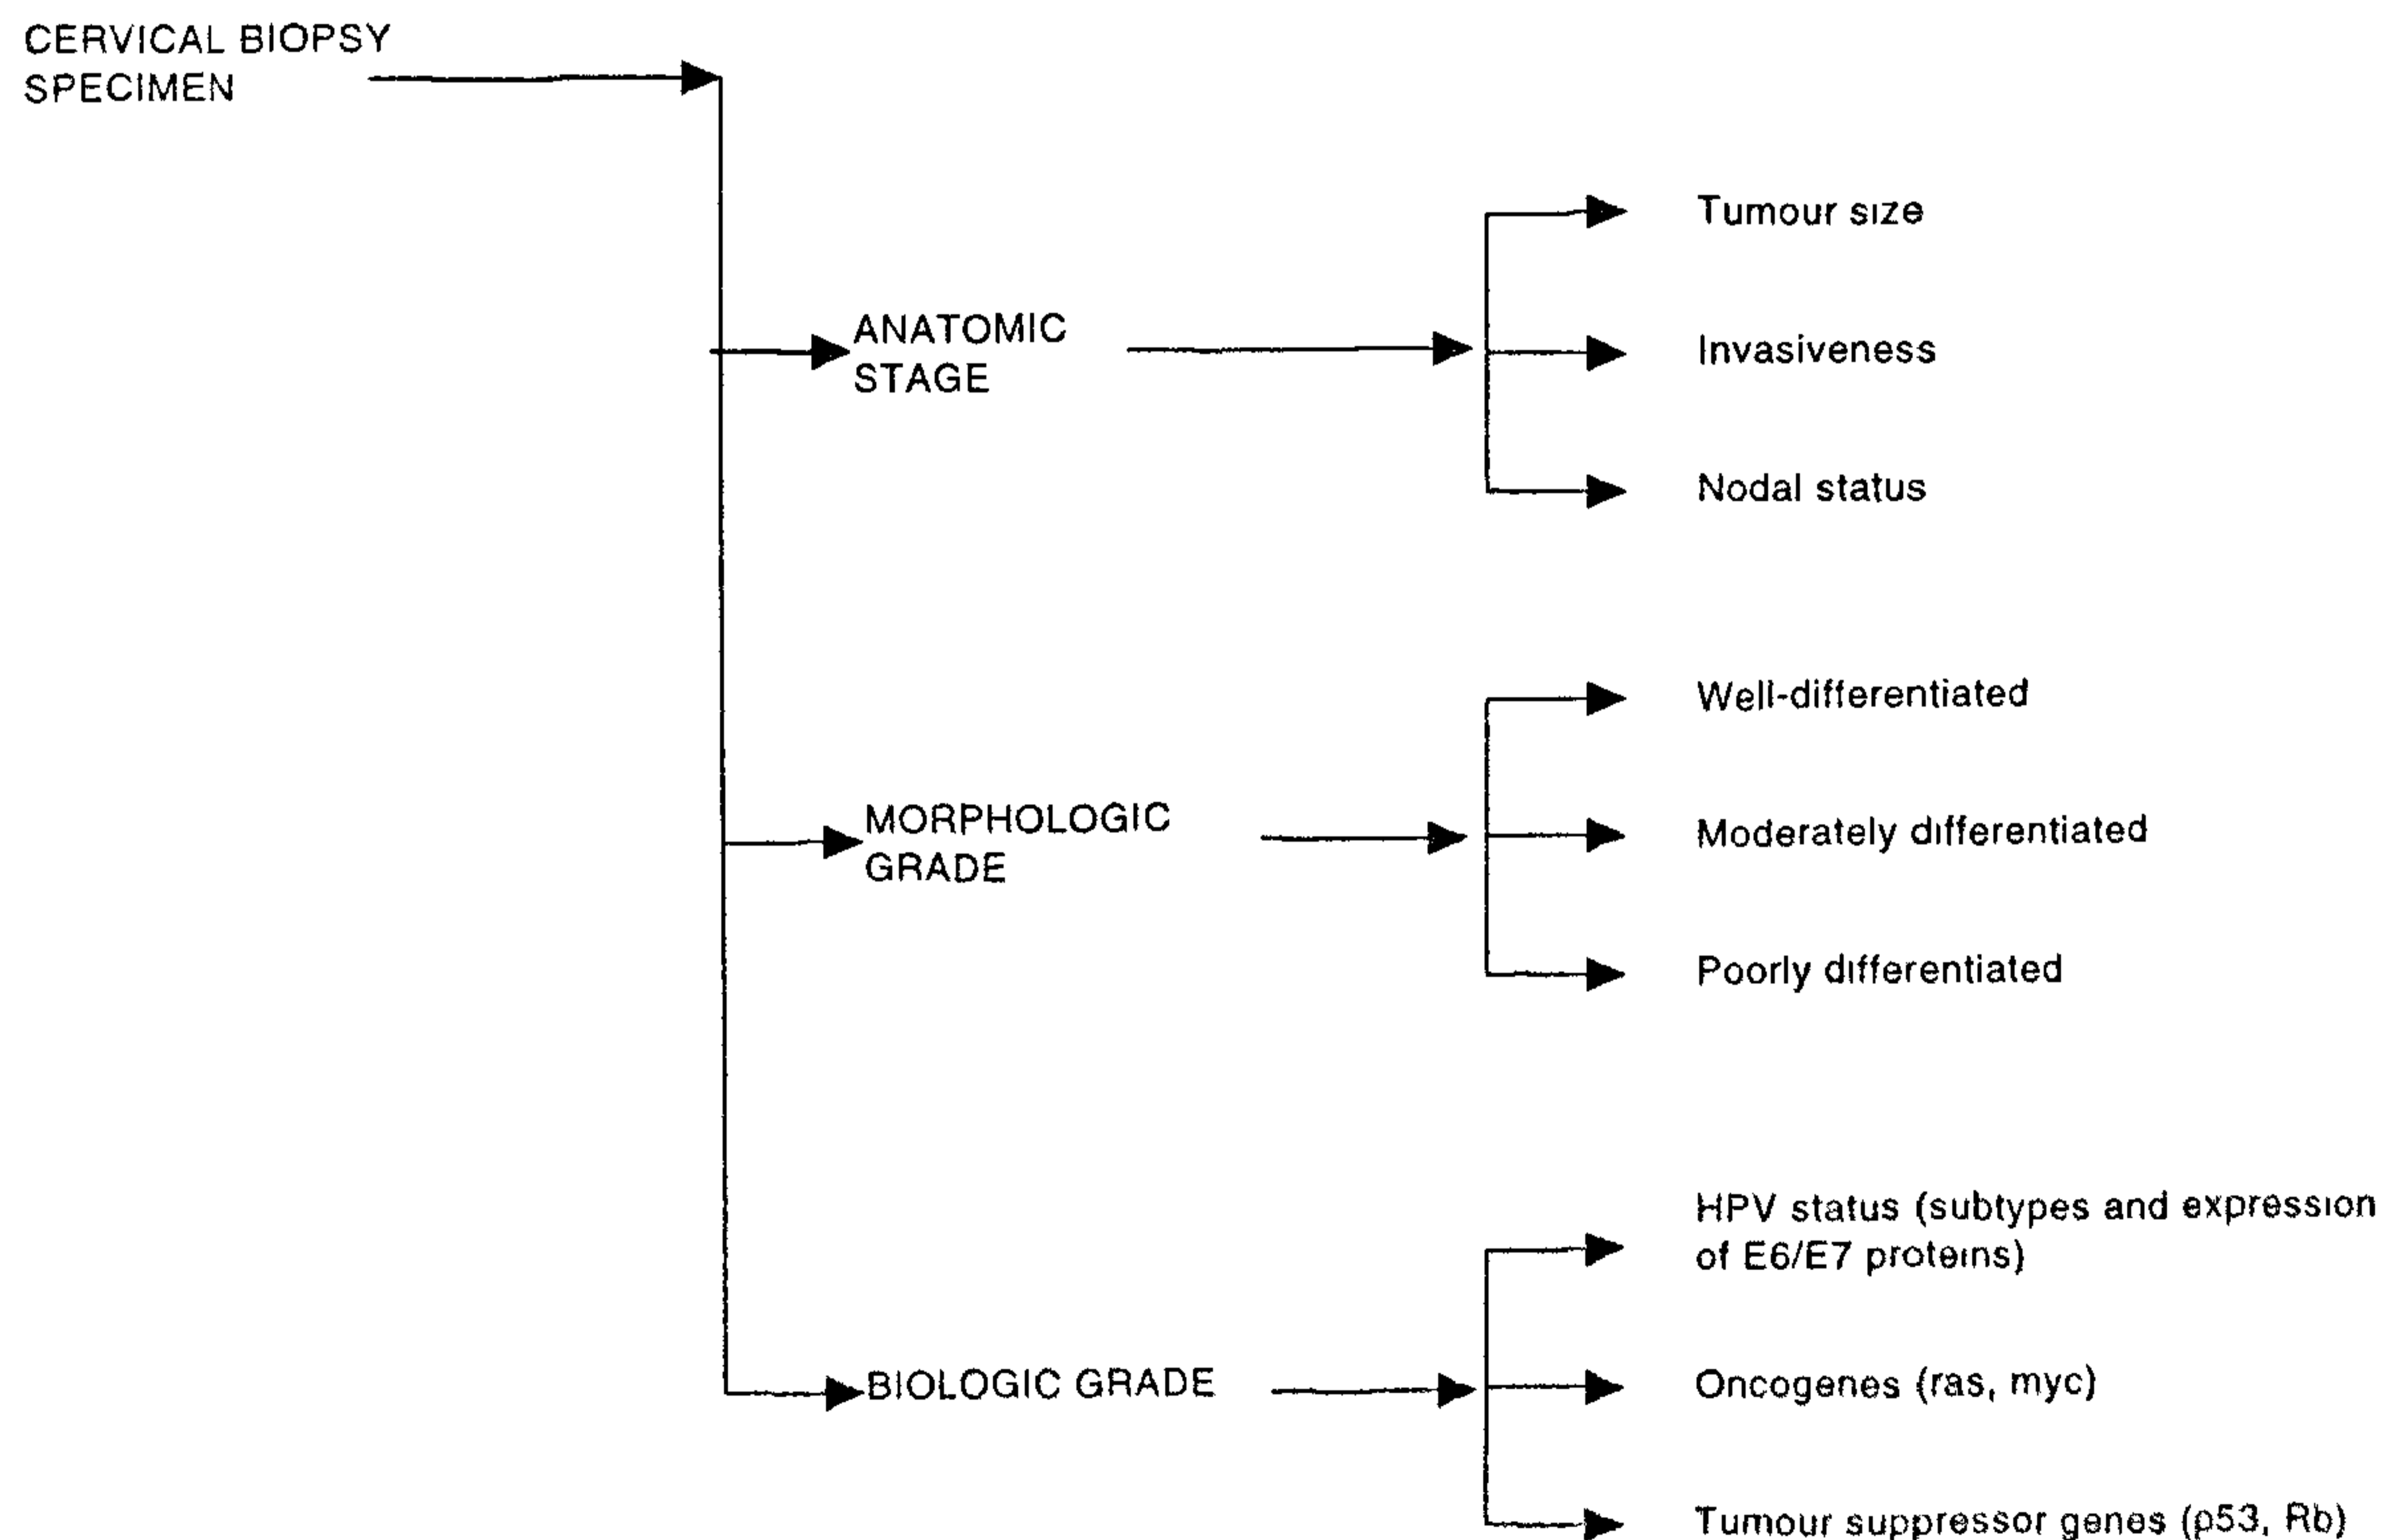 CERVICAL BIOPSY
SPECIMEN
ANATOMIC
STAGE
Tumour size
Invasiveness
Nodal status
MORPHOLOGIC
GRADE
Well-differentiated
Moderately differentiated
Poorly differentiated
BIOLOGIC GRADE
HPV status (subtypes and expression
of E6/E7 proteins)
Oncogenes (ras, myc)
Tumour suppressor genes (p53, Rb)